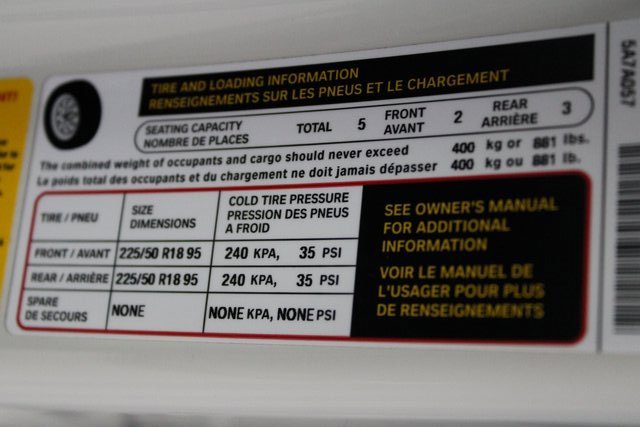 TIRE AND LOADING INFORMATION
RENSEIGNEMENTS SUR LES PNEUS ET LE CHARGEMENT
SEATING CAPACITY TOTAL 5 FRONT 2 REAR 3
NOMBRE DE PLACES AVANT ARRIÈRE
The combined weight of occupants and cargo should never exceed 400 kg or 881 lbs.
La poids total des occupants et du chargement ne doit jamais dépasser 400 kg ou 881 lb.
TIRE / PNEU SIZE DIMENSIONS COLD TIRE PRESSURE PRESSION DES PNEUS A FROID
FRONT / AVANT 225/50 R18 95 240 KPA, 35 PSI
REAR / ARRIÈRE 225/50 R18 95 240 KPA, 35 PSI
SPARE DE SECOURS NONE NONE KPA, NONE PSI
SEE OWNER'S MANUAL
FOR ADDITIONAL
INFORMATION
VOIR LE MANUEL DE
L'USAGER POUR PLUS
DE RENSEIGNEMENTS
5A7A057